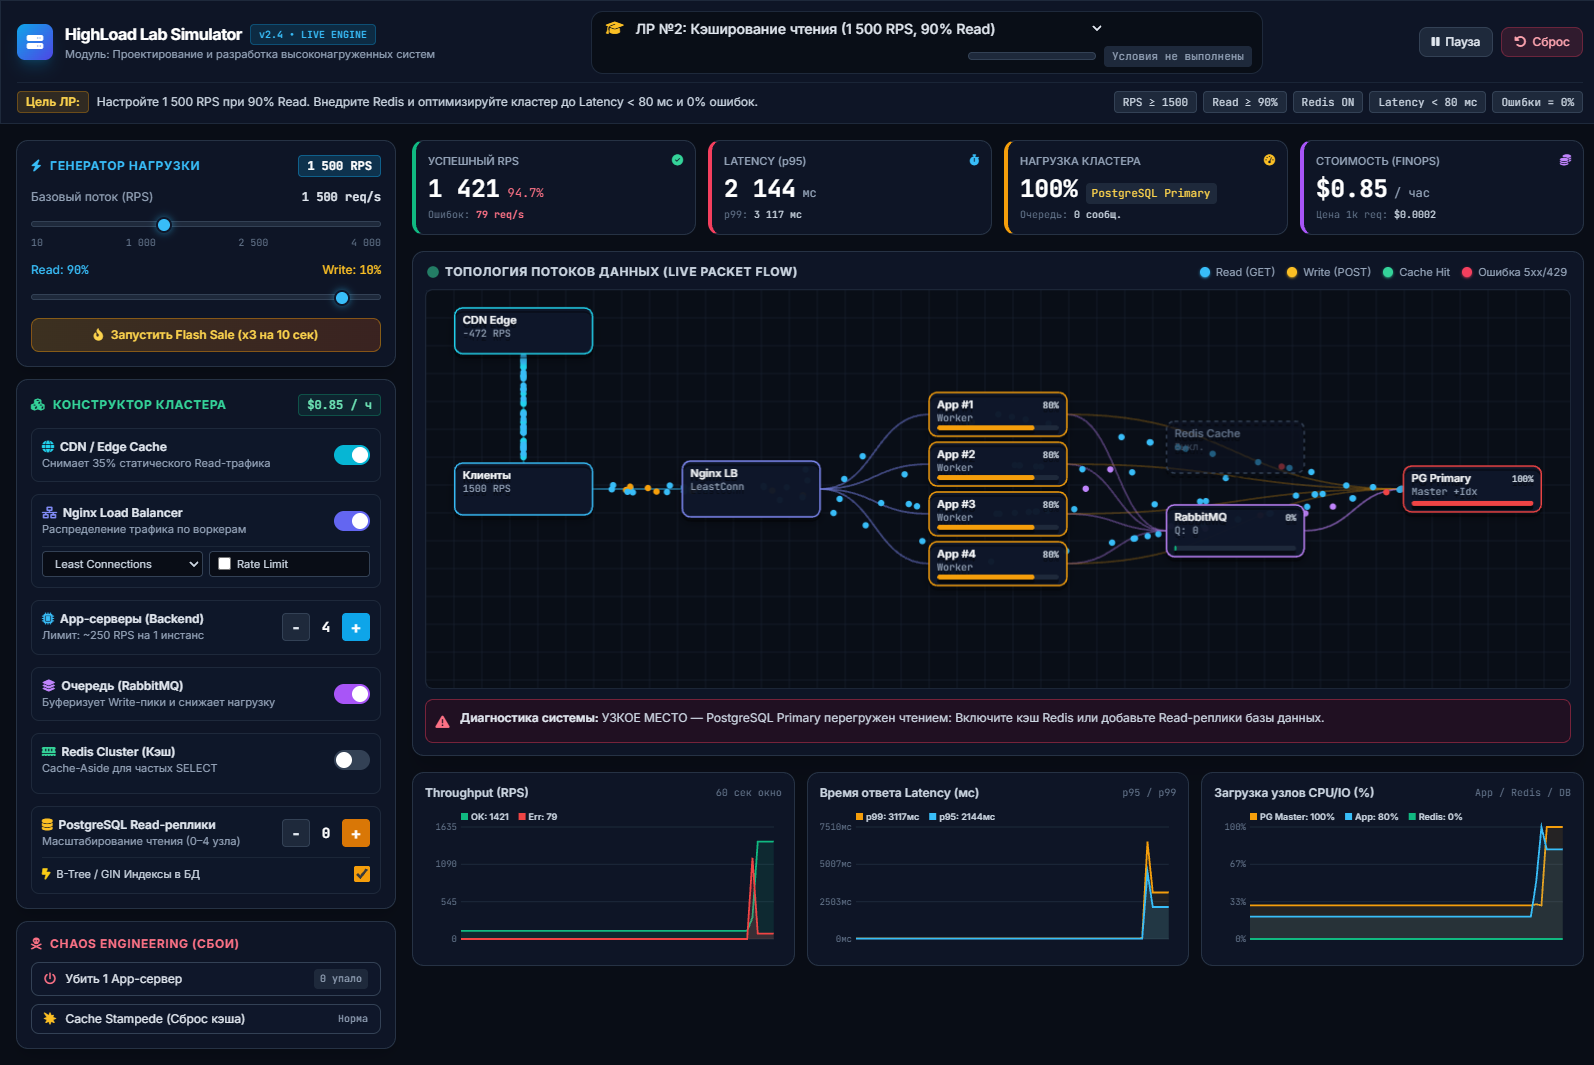 HighLoad Lab Simulator
v2.4 • LIVE ENGINE
Модуль: Проектирование и разработка высоконагруженных систем
ЛР №2: Кэширование чтения (1 500 RPS, 90% Read)
Условия не выполнены
Пауза
Сброс
Цель ЛР:
Настройте 1 500 RPS при 90% Read. Внедрите Redis и оптимизируйте кластер до Latency < 80 мс и 0% ошибок.
RPS ≥ 1500
Read ≥ 90%
Redis ON
Latency < 80 мс
Ошибки = 0%
ГЕНЕРАТОР НАГРУЗКИ
1 500 RPS
Базовый поток (RPS)
1 500 req/s
10
1 000
2 500
4 000
Read: 90%
Write: 10%
Запустить Flash Sale (x3 на 10 сек)
КОНСТРУКТОР КЛАСТЕРА
$0.85 / ч
CDN / Edge Cache
Снимает 35% статического Read-трафика
Nginx Load Balancer
Распределение трафика по воркерам
Least Connections
Rate Limit
App-серверы (Backend)
Лимит: ~250 RPS на 1 инстанс
-
4
+
Очередь (RabbitMQ)
Буферизует Write-пики и снижает нагрузку
Redis Cluster (Кэш)
Cache-Aside для частых SELECT
PostgreSQL Read-реплики
Масштабирование чтения (0–4 узла)
-
0
+
B-Tree / GIN Индексы в БД
CHAOS ENGINEERING (СБОИ)
Убить 1 App-сервер
0 упало
Cache Stampede (Сброс кэша)
Норма
УСПЕШНЫЙ RPS
1 421 94.7%
Ошибок: 79 req/s
LATENCY (p95)
2 144 мс
p99: 3 117 мс
НАГРУЗКА КЛАСТЕРА
100% PostgreSQL Primary
Очередь: 0 сообщ.
СТОИМОСТЬ (FINOPS)
$0.85 / час
Цена 1k req: $0.0002
ТОПОЛОГИЯ ПОТОКОВ ДАННЫХ (LIVE PACKET FLOW)
Read (GET)
Write (POST)
Cache Hit
Ошибка 5xx/429
CDN Edge
-472 RPS
Клиенты
1500 RPS
Nginx LB
LeastConn
App #1 80%
Worker
App #2 80%
Worker
App #3 80%
Worker
App #4 80%
Worker
Redis Cache
RabbitMQ 0%
Q: 0
PG Primary 100%
Master +Idx
Диагностика системы: УЗКОЕ МЕСТО — PostgreSQL Primary перегружен чтением: Включите кэш Redis или добавьте Read-реплики базы данных.
Throughput (RPS)
60 сек окно
OK: 1421
Err: 79
1635
1090
545
0
Время ответа Latency (мс)
p95 / p99
p99: 3117мс
p95: 2144мс
7510мс
5007мс
2503мс
0мс
Загрузка узлов CPU/IO (%)
App / Redis / DB
PG Master: 100%
App: 80%
Redis: 0%
100%
67%
33%
0%